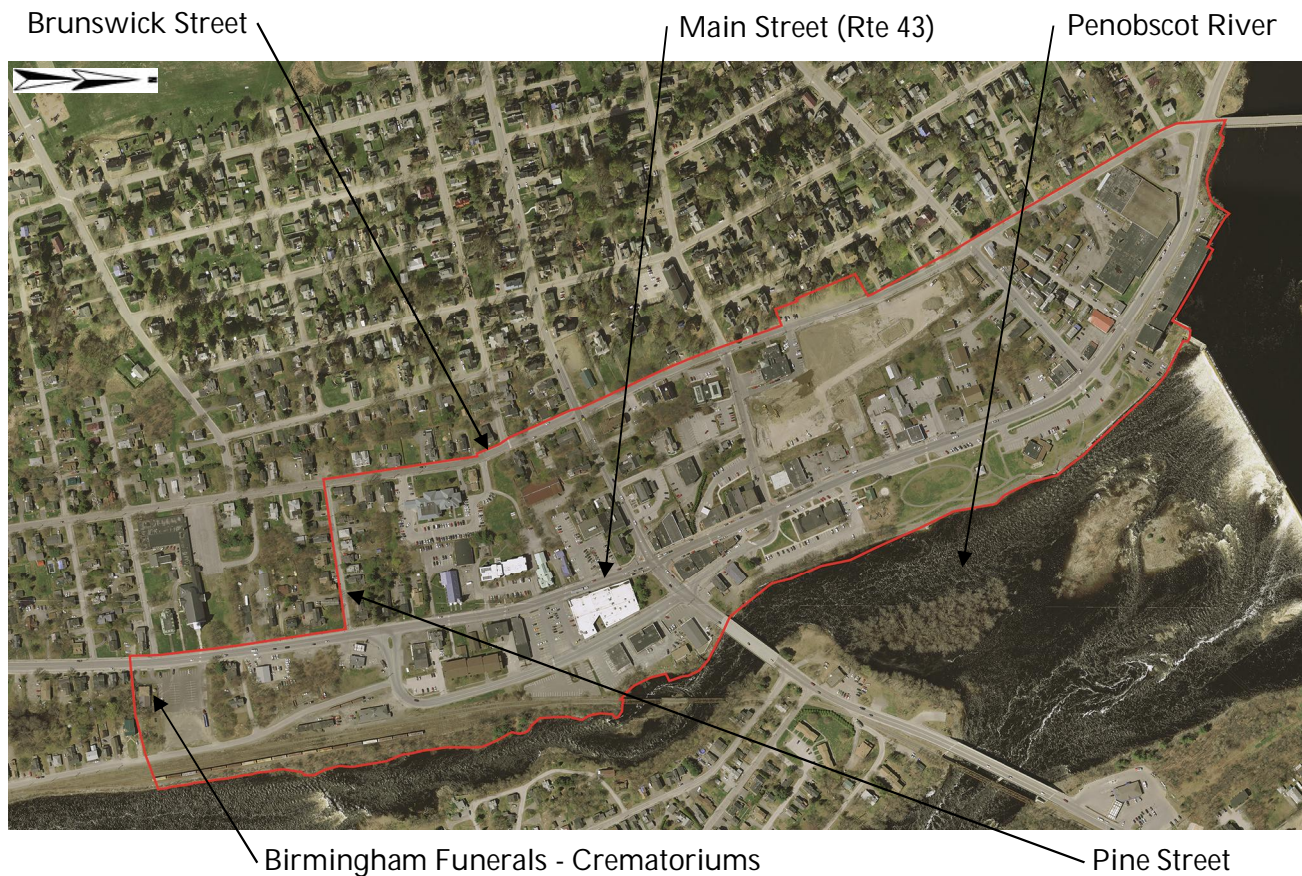 Brunswick Street
Main Street (Rte 43)
Penobscot River
Birmingham Funerals - Crematoriums
Pine Street